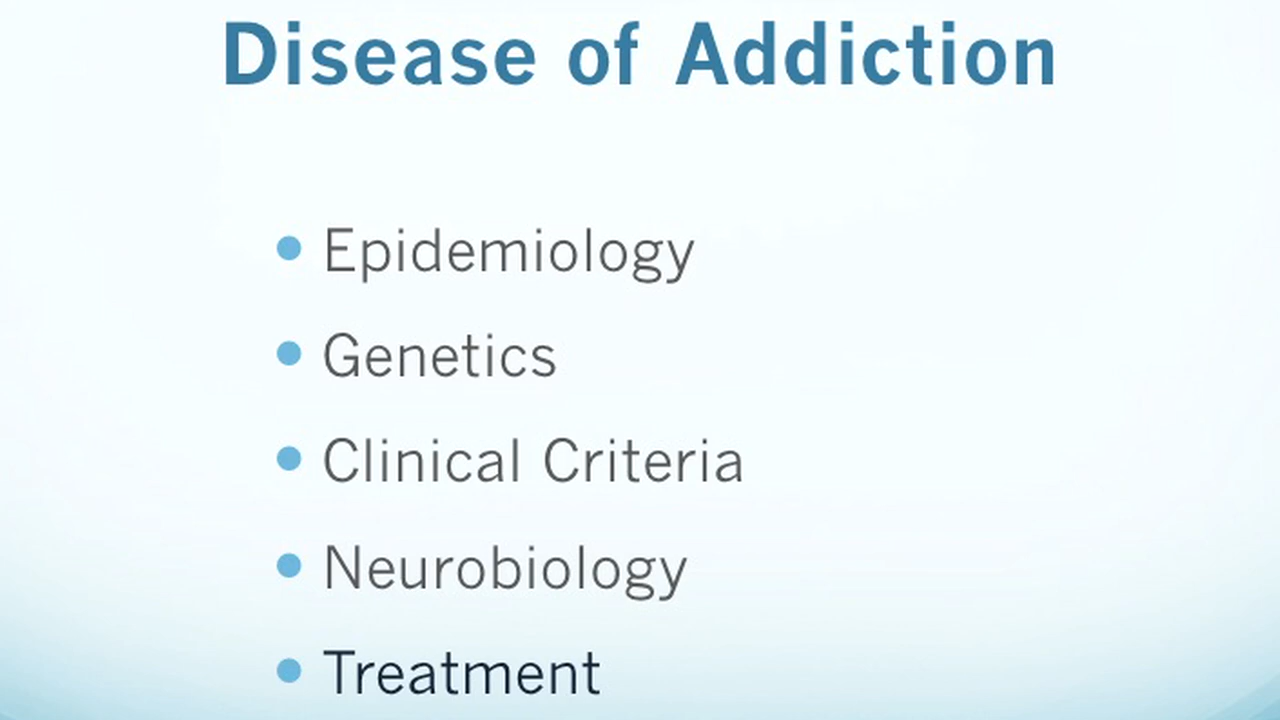 Disease of Addiction
Epidemiology
Genetics
Clinical Criteria
Neurobiology
Treatment